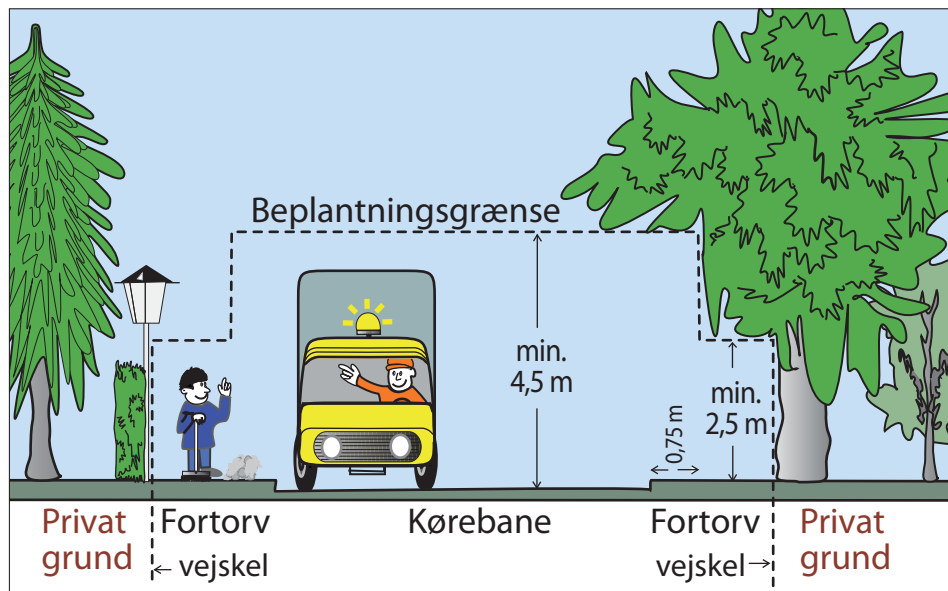 Beplantningsgrænse
min.
4,5 m
0,75 m
min.
2,5 m
Privat
grund
Fortorv
vejskel
Kørebane
Fortorv
vejskel
Privat
grund